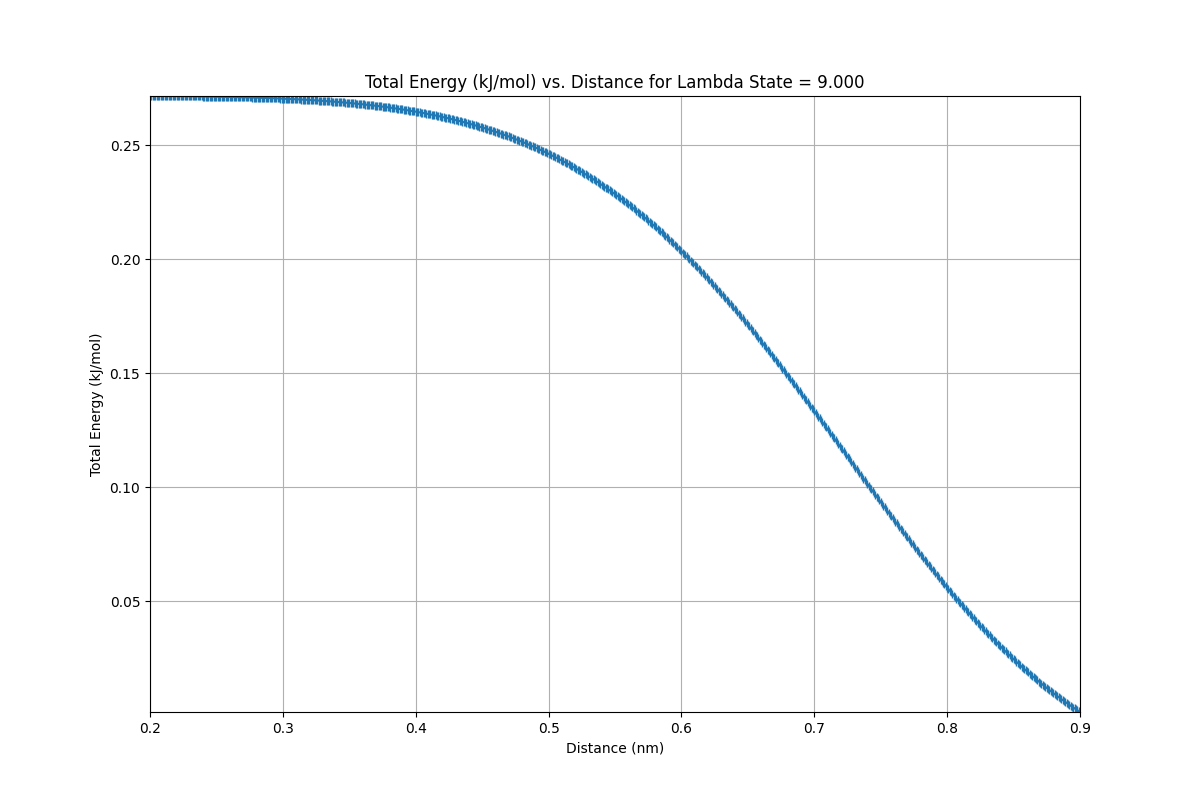 Total Energy (kJ/mol) vs. Distance for Lambda State = 9.000
Total Energy (kJ/mol)
0.25
0.20
0.15
0.10
0.05
0.2 0.3 0.4 0.5 0.6 0.7 0.8 0.9
Distance (nm)